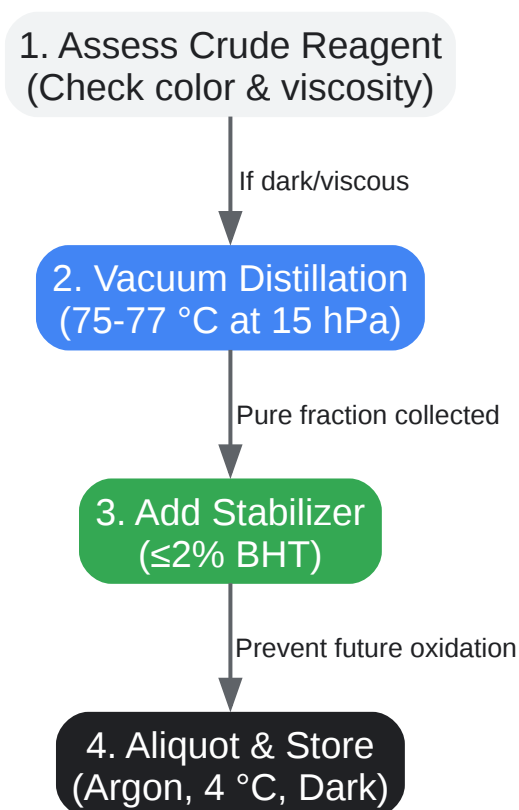 1. Assess Crude Reagent
(Check color & viscosity)
If dark/viscous
2. Vacuum Distillation
(75-77 °C at 15 hPa)
Pure fraction collected
3. Add Stabilizer
(≤2% BHT)
Prevent future oxidation
4. Aliquot & Store
(Argon, 4 °C, Dark)